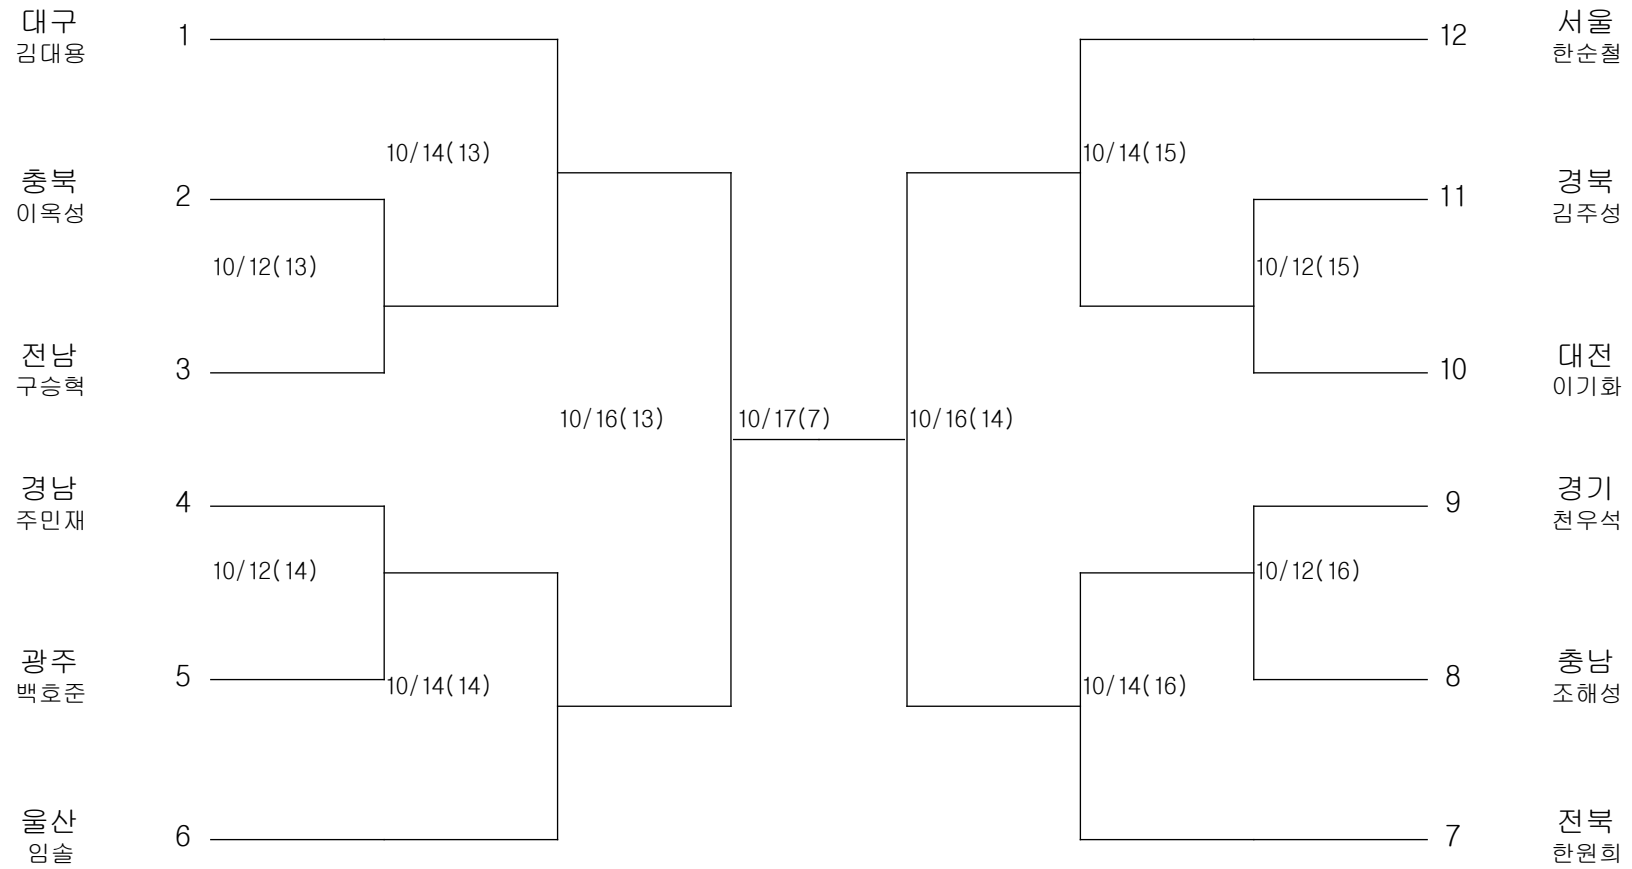 대구
김대용
1
12
서울
한순철
10/14(13)
10/14(15)
충북
이옥성
2
11
경북
김주성
10/12(13)
10/12(15)
전남
구승혁
3
10
대전
이기화
10/16(13)
10/17(7)
10/16(14)
경남
주민재
4
9
경기
천우석
10/12(14)
10/12(16)
광주
백호준
5
8
충남
조해성
10/14(14)
10/14(16)
울산
임솔
6
7
전북
한원희